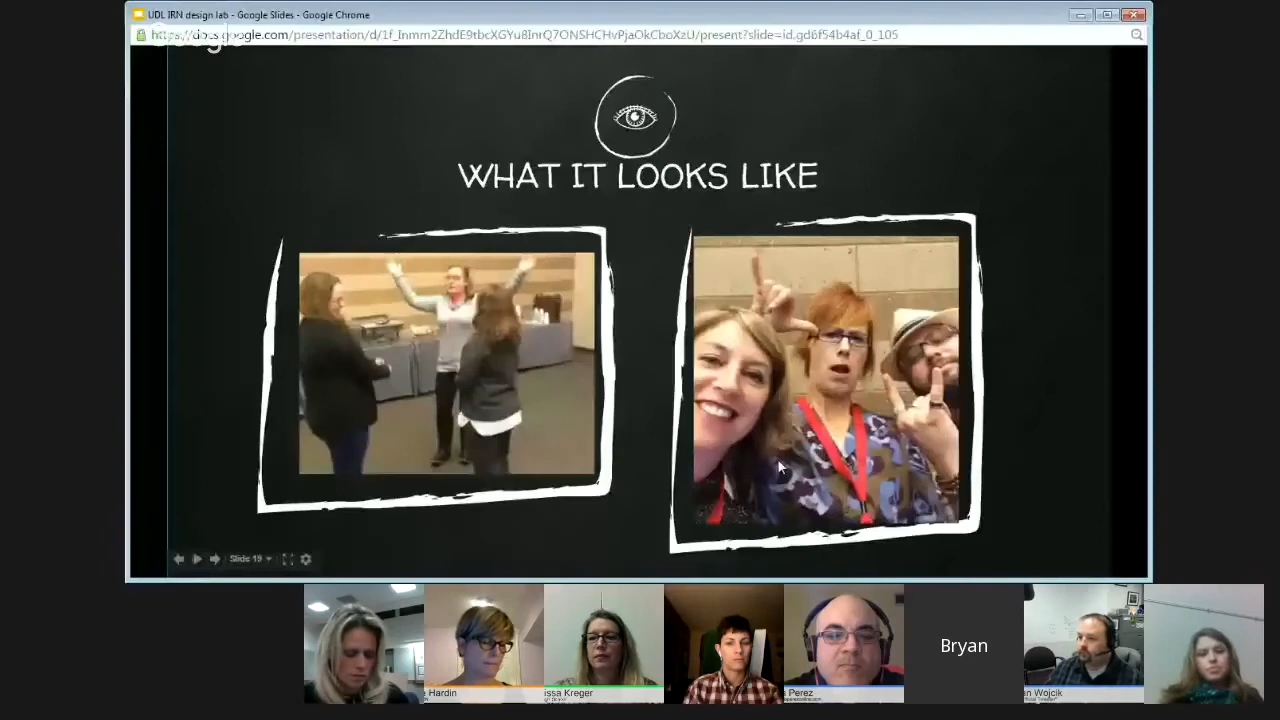 UDL IRN design lab - Google Slides - Google Chrome
Google
WHAT IT LOOKS LIKE
Slide 19
Hardin
issa Kreger
Perez
Bryan
Wojcik